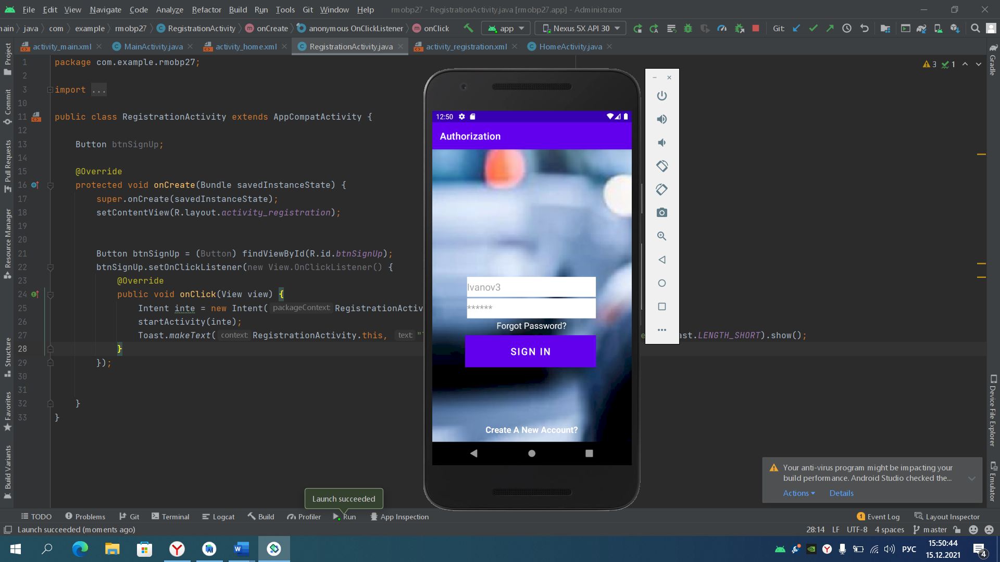 File Edit View Navigate Code Analyze Refactor Build Run Tools Git Window Help rmobp27 - RegistrationActivity.java [rmobp27.app] - Administrator
ain java com example rmobp27 RegistrationActivity onCreate anonymous OnClickListener onClick app Nexus 5X API 30 Git:
activity_main.xml MainActivity.java activity_home.xml RegistrationActivity.java activity_registration.xml HomeActivity.java
1 package com.example.rmobp27;
2
3 import ...
10
11 public class RegistrationActivity extends AppCompatActivity {
12
13 Button btnSignUp;
14
15 @Override
16 protected void onCreate(Bundle savedInstanceState) {
17 super.onCreate(savedInstanceState);
18 setContentView(R.layout.activity_registration);
19
20
21 Button btnSignUp = (Button) findViewById(R.id.btnSignUp);
22 btnSignUp.setOnClickListener(new View.OnClickListener() {
23 @Override
24 public void onClick(View view) {
25 Intent inte = new Intent( packageContext: RegistrationActiv
26 startActivity(inte);
27 Toast.makeText( context: RegistrationActivity.this, text: " ast.LENGTH_SHORT).show();
28 }
29 });
30
31
32 }
33 }
3 1
Project
Commit
Pull Requests
Resource Manager
Structure
Favorites
Build Variants
12:50
Authorization
Ivanov3
******
Forgot Password?
SIGN IN
Create A New Account?
Gradle
Device File Explorer
Emulator
Your anti-virus program might be impacting your
build performance. Android Studio checked the...
Actions Details
Launch succeeded
TODO Problems Git Terminal Logcat Build Profiler Run App Inspection 1 Event Log Layout Inspector
Launch succeeded (moments ago) 28:14 LF UTF-8 4 spaces master
РУС
15:50:44
15.12.2021
4